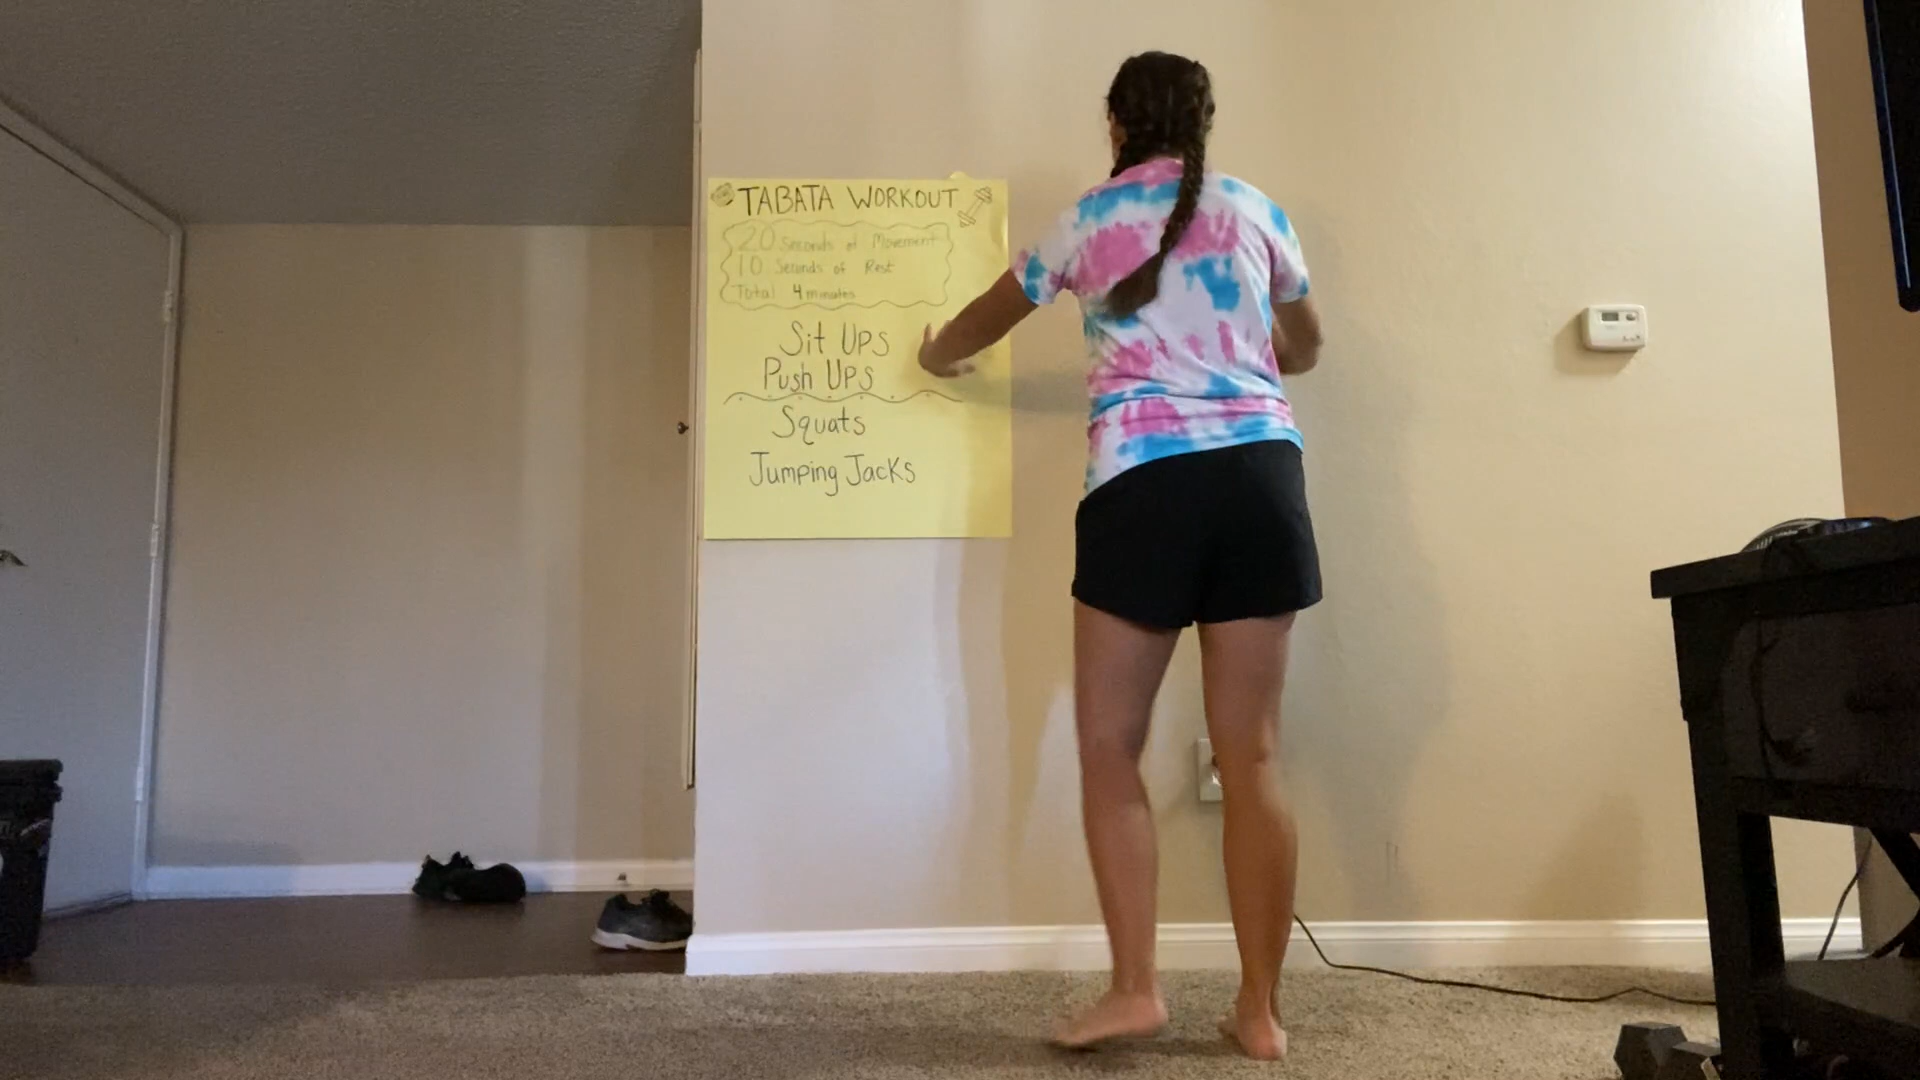 TABATA WORKOUT
20 Seconds of Movement
10 Seconds of Rest
Total 4 minutes
Sit Ups
Push Ups
Squats
Jumping Jacks